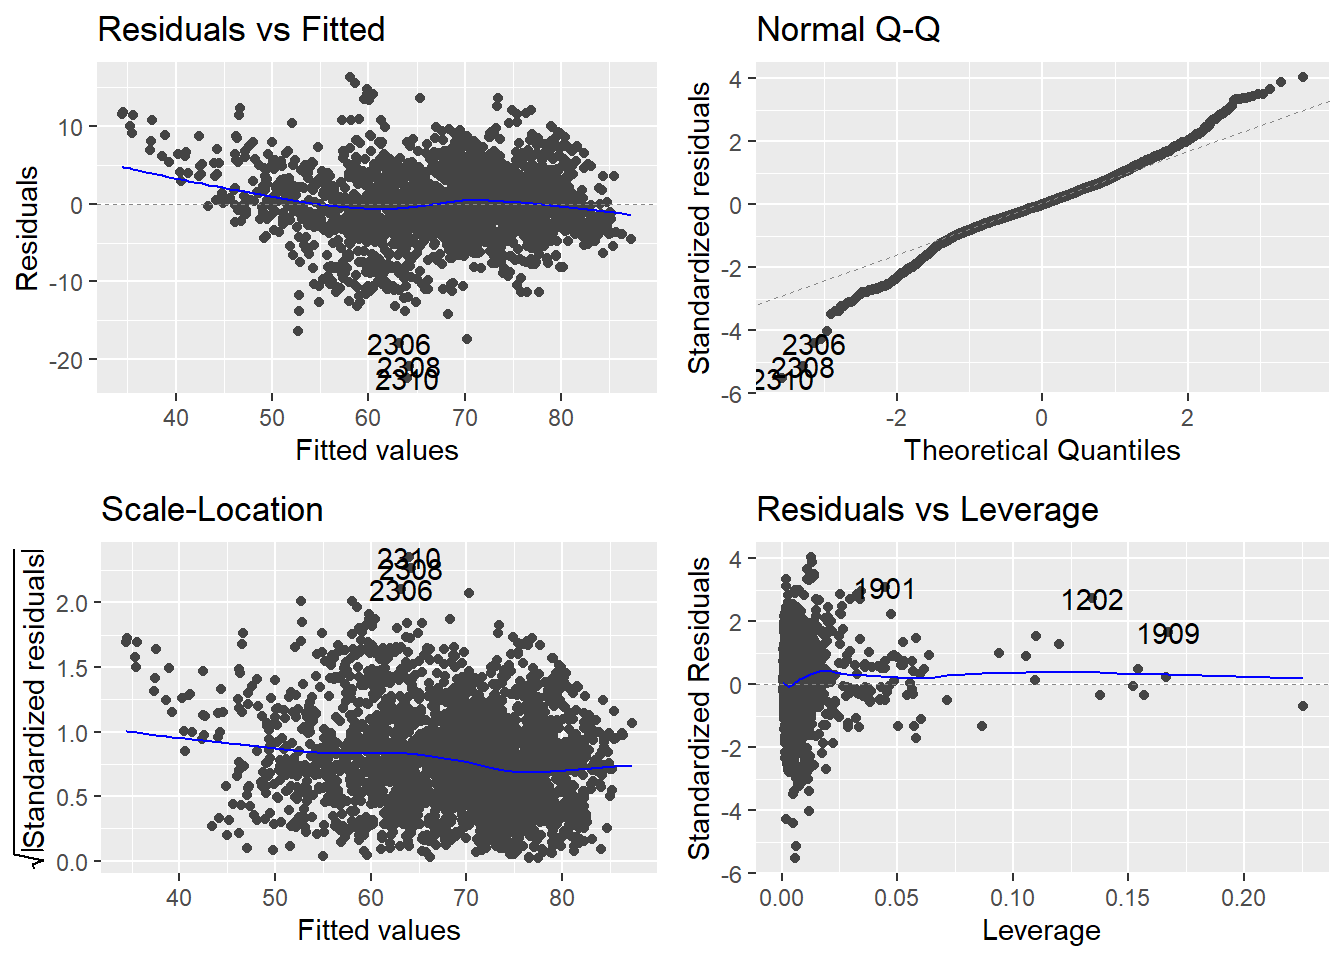 Residuals vs Fitted
Residuals
10
0
-10
-20
2306
2308
2310
40 50 60 70 80
Fitted values
Normal Q-Q
Standardized residuals
4
2
0
-2
-4
-6
2306
2308
2310
-2 0 2
Theoretical Quantiles
Scale-Location
√|Standardized residuals|
2.0
1.5
1.0
0.5
0.0
2310
2308
2306
40 50 60 70 80
Fitted values
Residuals vs Leverage
Standardized Residuals
4
2
0
-2
-4
-6
1901
1202
1909
0.00 0.05 0.10 0.15 0.20
Leverage